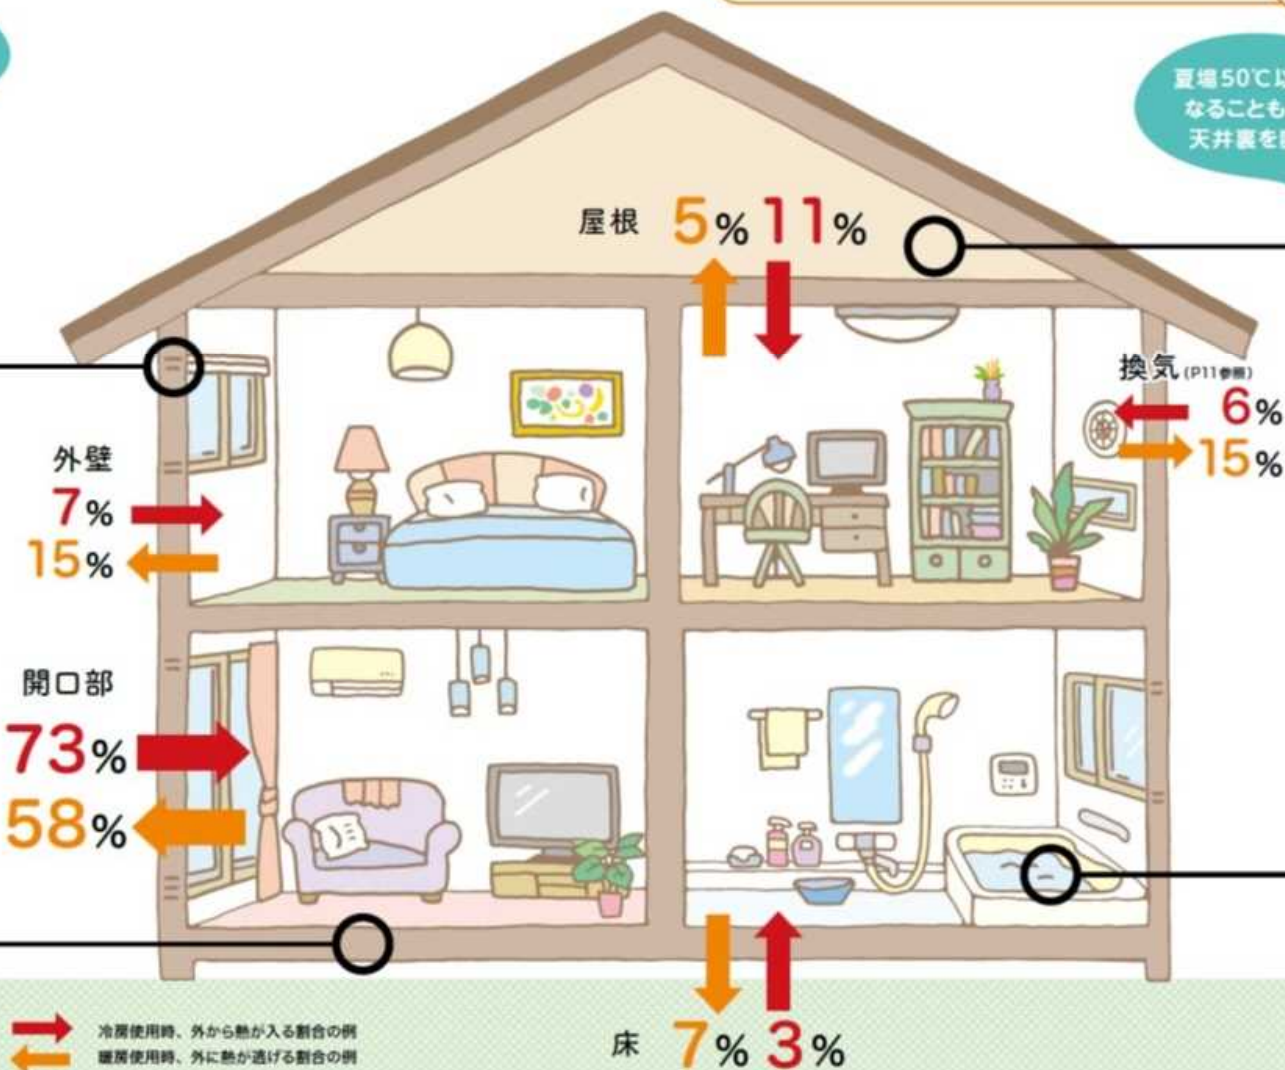 夏場50℃以
なることも
天井裏を
屋根 5% 11%
換気(P11参照)
6%
15%
外壁
7%
15%
開口部
73%
58%
冷房使用時、外から熱が入る割合の例
暖房使用時、外に熱が逃げる割合の例
床 7% 3%